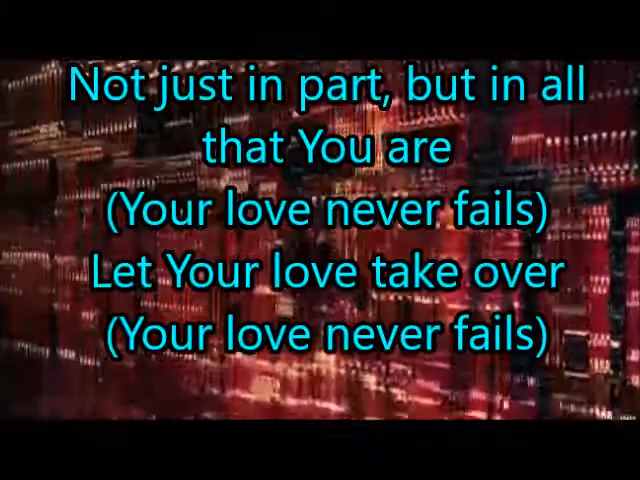 Not just in part, but in all
that You are
(Your love never fails)
Let Your love take over
(Your love never fails)